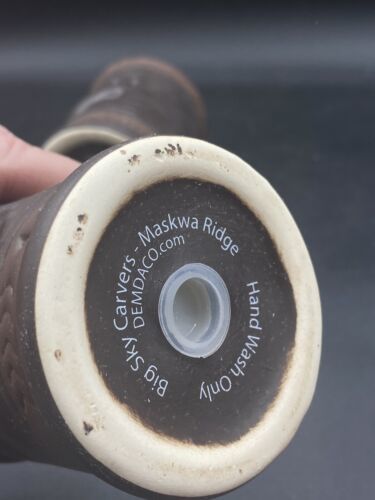 Big Sky Carvers - Maskwa Ridge
DEMDACO.com
Hand Wash Only